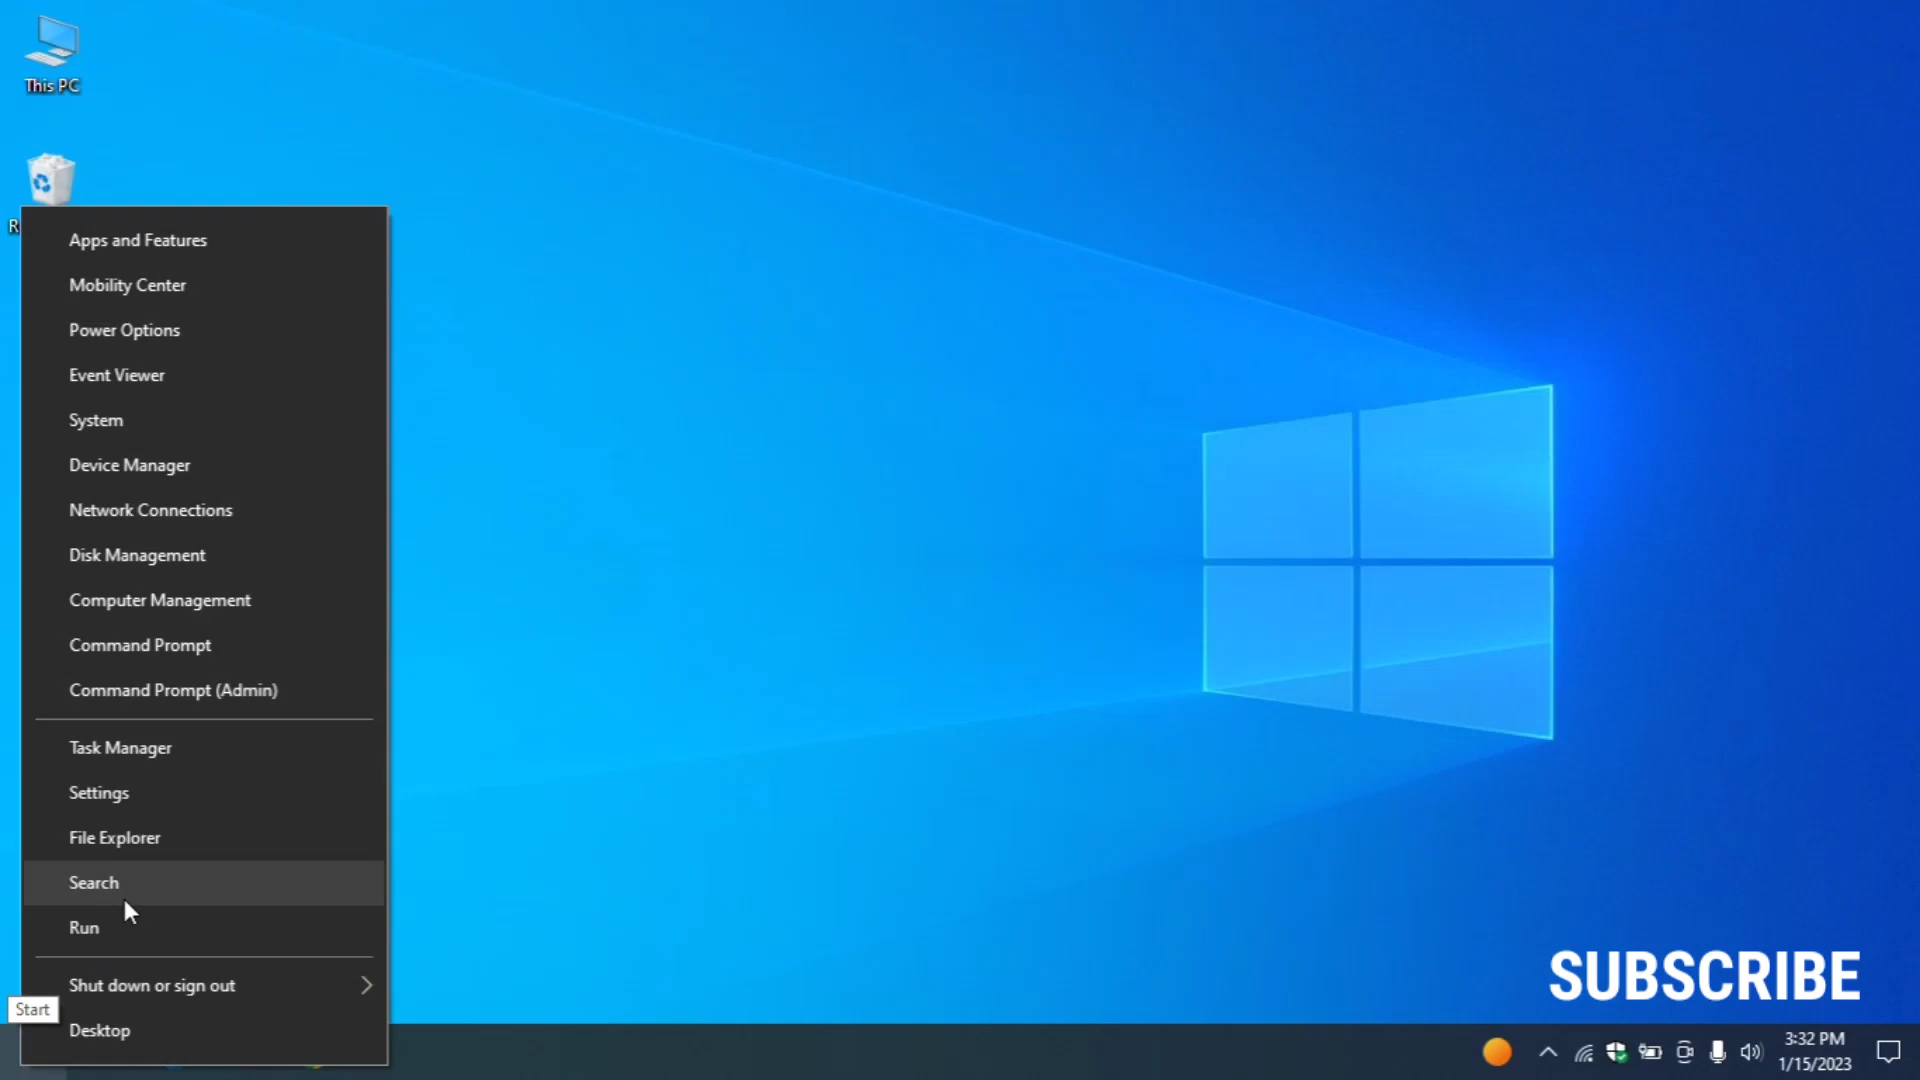 This PC
R
Apps and Features
Mobility Center
Power Options
Event Viewer
System
Device Manager
Network Connections
Disk Management
Computer Management
Command Prompt
Command Prompt (Admin)
Task Manager
Settings
File Explorer
Search
Run
Shut down or sign out
Start
Desktop
SUBSCRIBE
3:32 PM
1/15/2023